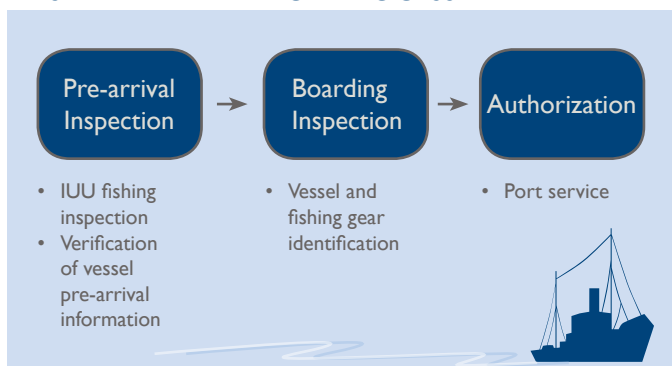 Pre-arrival
Inspection
Boarding
Inspection
Authorization
• IUU fishing
inspection
• Verification
of vessel
pre-arrival
information
• Vessel and
fishing gear
identification
• Port service